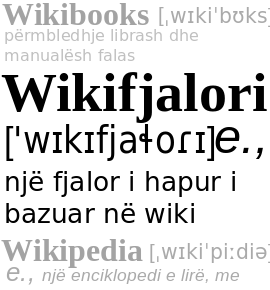 Wikibooks [ˌwɪkiˈbʊks]
përmbledhje librash dhe
manualësh falas
Wikifjalori
['wıkıfjaɬoɾı]e.,
një fjalor i hapur i
bazuar në wiki
Wikipedia [ˌwɪkiˈpiːdiə]
e., një enciklopedi e lirë, me